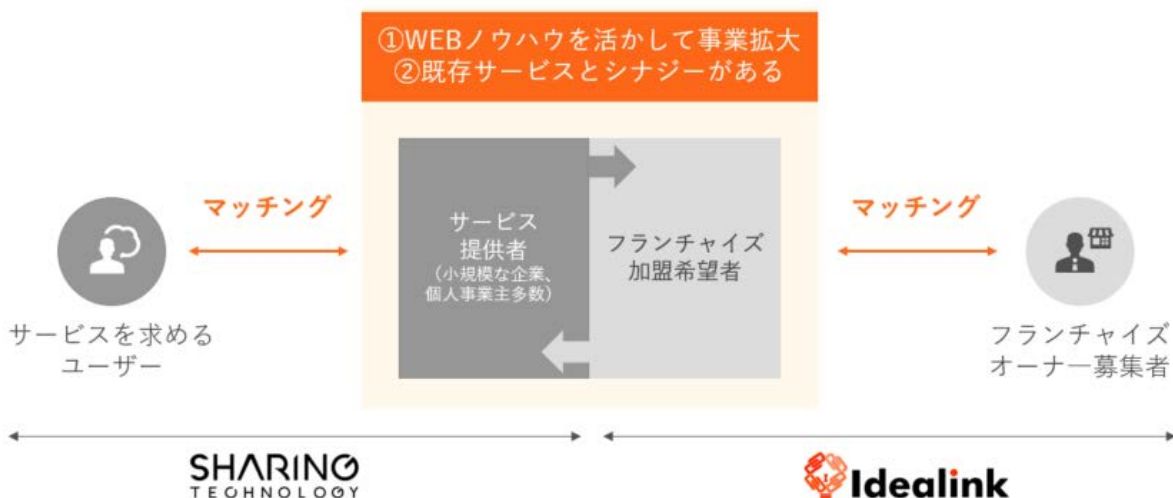 ①WEBノウハウを活かして事業拡大
②既存サービスとシナジーがある
マッチング
サービス
提供者
（小規模な企業、
個人事業主多数）
フランチャイズ
加盟希望者
マッチング
サービスを求める
ユーザー
フランチャイズ
オーナー募集者
SHARING
TECHNOLOGY
Idealink